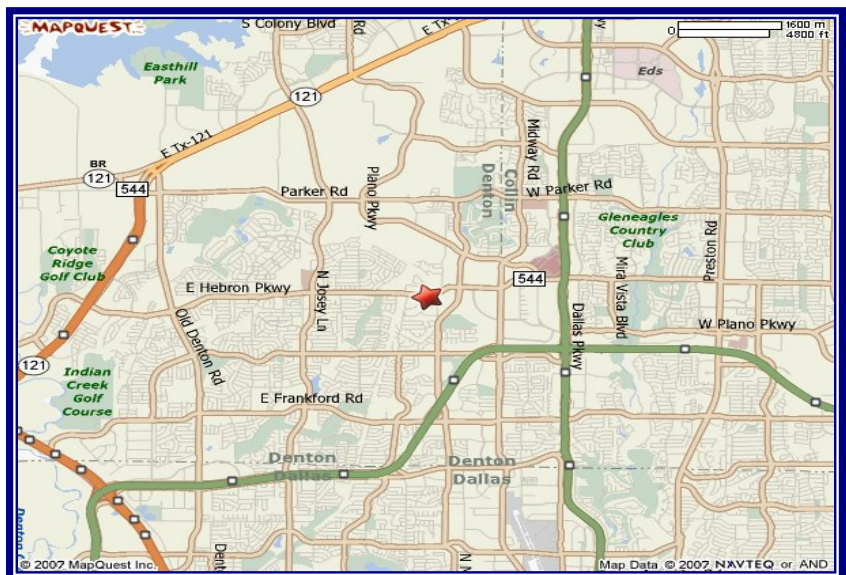 MAPQUEST
S Colony Blvd
Rd
1600 m
0
4800 ft
Easthill
Park
Eds
121
E Tx-121
BR
121
544
Parker Rd
Plano Pkwy
Midway Rd
Collin
Denton
W Parker Rd
Gleneagles
Country
Club
Preston Rd
Coyote
Ridge
Golf Club
544
E Hebron Pkwy
N Josey Ln
Mira Vista Blvd
Old Denton Rd
Dallas Pkwy
W Plano Pkwy
121
Indian
Creek
Golf
Course
E Frankford Rd
Denton
Dallas
Denton
Dallas
© 2007 MapQuest Inc.
Map Data © 2007 NAVTEQ or AND